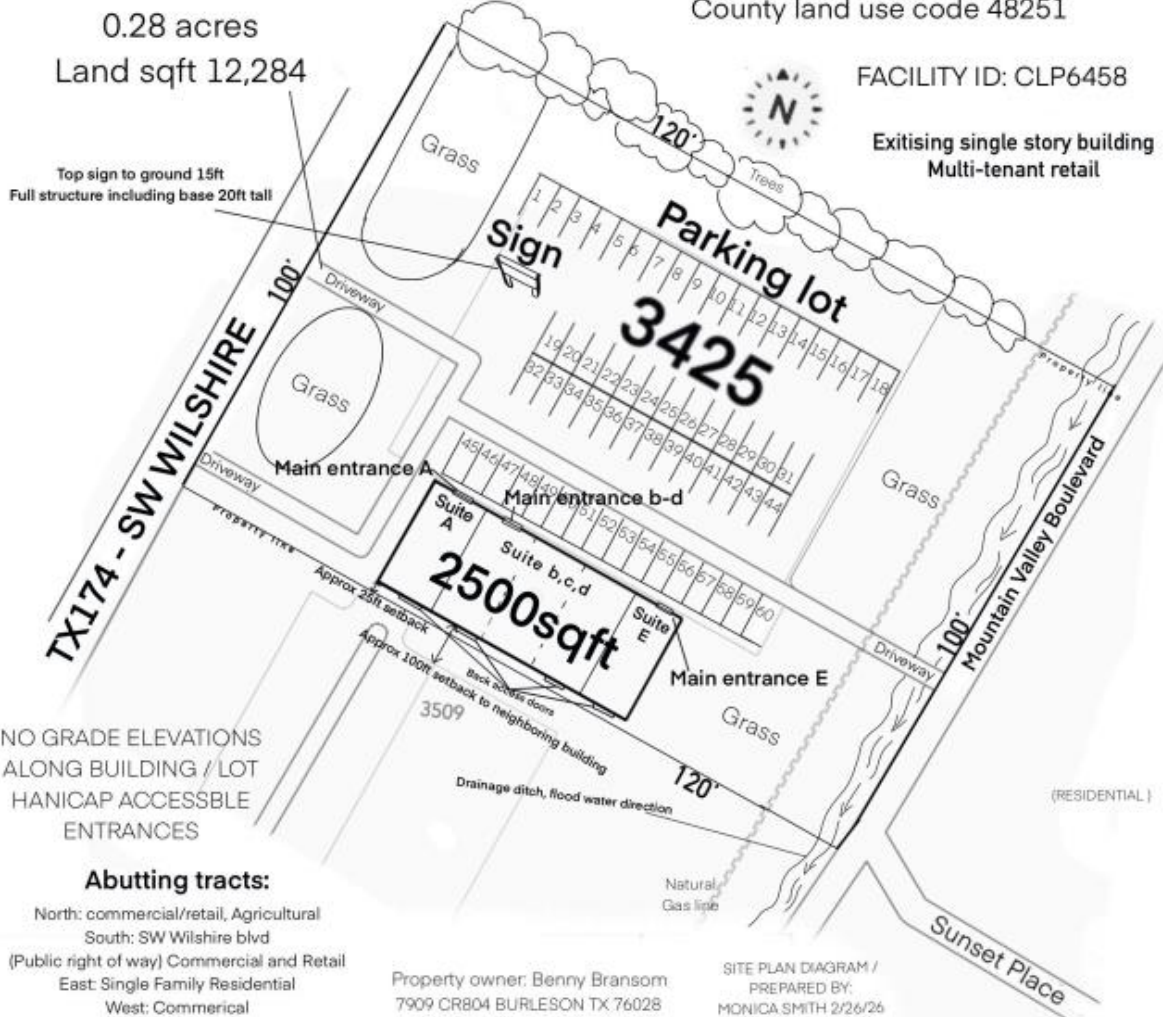 County land use code 48251
0.28 acres
Land sqft 12,284
FACILITY ID: CLP6458
Exitising single story building
Multi-tenant retail
Top sign to ground 15ft
Full structure including base 20ft tall
N
120'
Trees
Grass
Parking lot
Sign
1 2 3 4 5 6 7 8 9 10 11 12 13 14 15 16 17 18
3425
100'
Driveway
19 20 21 22 23 24 25 26 27 28 29 30 31
32 33 34 35 36 37 38 39 40 41 42 43 44
Property line
TX174 - SW WILSHIRE
Grass
Driveway
Property line
Main entrance A
45 46 47 48 49 51 52 53 54 55 56 57 58 59 60
Main entrance b-d
Suite
A
Suite b,c,d
2500sqft
Suite
E
Main entrance E
Grass
Mountain Valley Boulevard
100'
Driveway
Grass
Approx 25ft setback
Approx 100ft setback to neighboring building
Back access doors
3509
120'
Drainage ditch, flood water direction
(RESIDENTIAL)
NO GRADE ELEVATIONS
ALONG BUILDING / LOT
HANICAP ACCESSBLE
ENTRANCES
Natural
Gas line
Sunset Place
Abutting tracts:
North: commercial/retail, Agricultural
South: SW Wilshire blvd
(Public right of way) Commercial and Retail
East: Single Family Residential
West: Commerical
Property owner: Benny Bransom
7909 CR804 BURLESON TX 76028
SITE PLAN DIAGRAM /
PREPARED BY:
MONICA SMITH 2/26/26